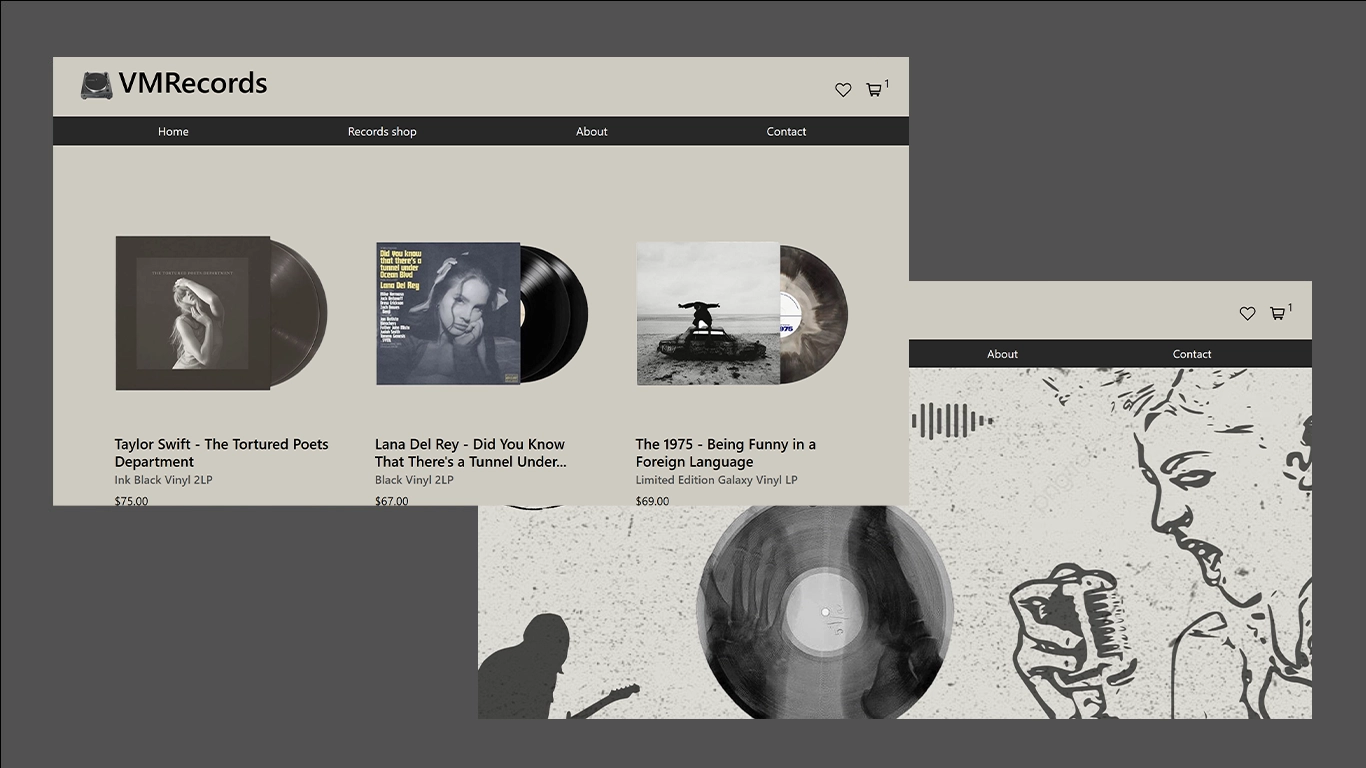 VMRecords
1
Home Records shop About Contact
THE TORTURED POETS DEPARTMENT
Did you know
that there's a
tunnel under
Ocean Blvd
Lana Del Rey
975
Taylor Swift - The Tortured Poets
Department
Ink Black Vinyl 2LP
$75.00
Lana Del Rey - Did You Know
That There's a Tunnel Under...
Black Vinyl 2LP
$67.00
The 1975 - Being Funny in a
Foreign Language
Limited Edition Galaxy Vinyl LP
$69.00
1
About Contact